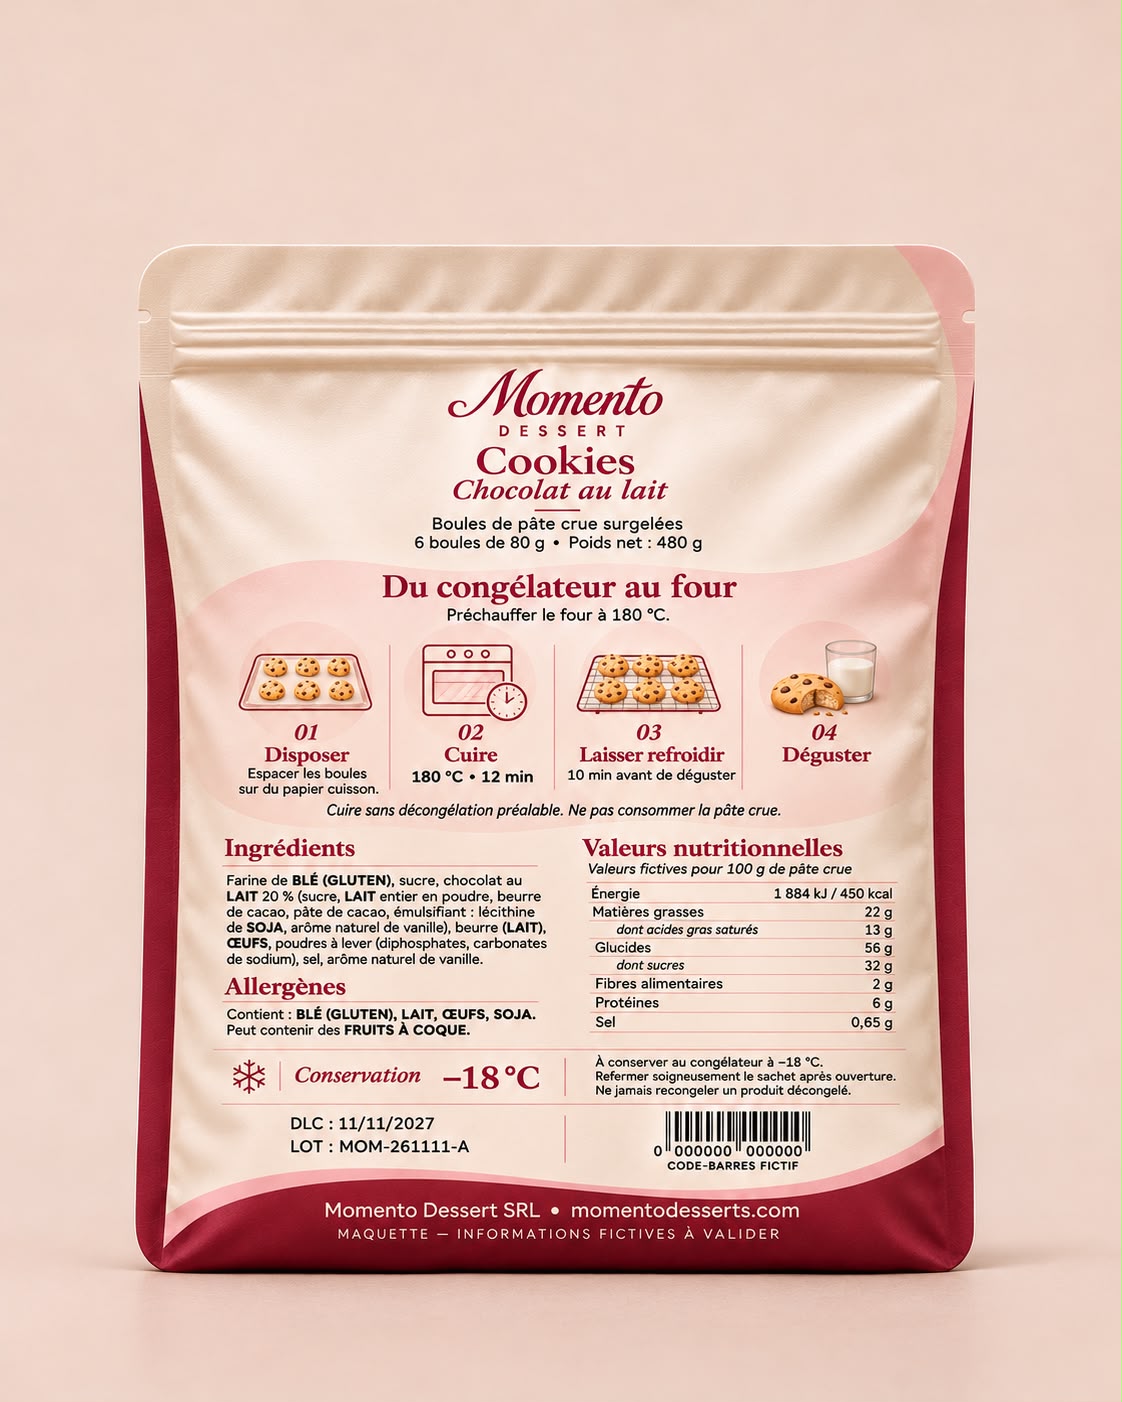 Momento
DESSERT
Cookies
Chocolat au lait
Boules de pâte crue surgelées
6 boules de 80 g • Poids net : 480 g
Du congélateur au four
Préchauffer le four à 180 °C.
01
Disposer
Espacer les boules
sur du papier cuisson.
02
Cuire
180 °C • 12 min
03
Laisser refroidir
10 min avant de déguster
04
Déguster
Cuire sans décongélation préalable. Ne pas consommer la pâte crue.
Ingrédients
Farine de BLÉ (GLUTEN), sucre, chocolat au
LAIT 20 % (sucre, LAIT entier en poudre, beurre
de cacao, pâte de cacao, émulsifiant : lécithine
de SOJA, arôme naturel de vanille), beurre (LAIT),
ŒUFS, poudres à lever (diphosphates, carbonates
de sodium), sel, arôme naturel de vanille.
Allergènes
Contient : BLÉ (GLUTEN), LAIT, ŒUFS, SOJA.
Peut contenir des FRUITS À COQUE.
Valeurs nutritionnelles
Valeurs fictives pour 100 g de pâte crue
Énergie 1 884 kJ / 450 kcal
Matières grasses 22 g
dont acides gras saturés 13 g
Glucides 56 g
dont sucres 32 g
Fibres alimentaires 2 g
Protéines 6 g
Sel 0,65 g
Conservation –18 °C
À conserver au congélateur à –18 °C.
Refermer soigneusement le sachet après ouverture.
Ne jamais recongeler un produit décongelé.
DLC : 11/11/2027
LOT : MOM-261111-A
0 000000 000000
CODE-BARRES FICTIF
Momento Dessert SRL • momentodesserts.com
MAQUETTE — INFORMATIONS FICTIVES À VALIDER